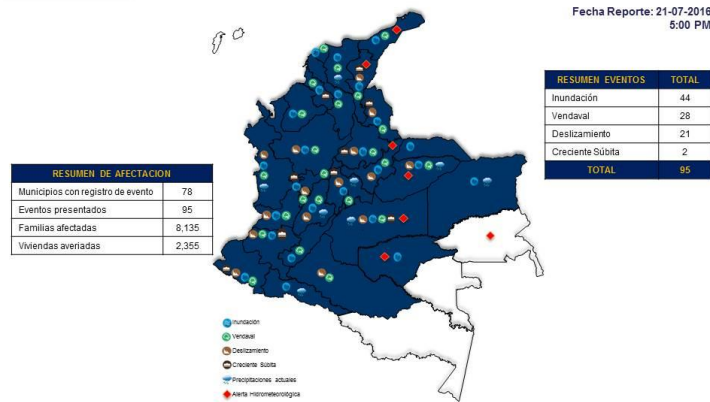 Fecha Reporte: 21-07-2016
5:00 PM
RESUMEN EVENTOS TOTAL
Inundación 44
Vendaval 28
Deslizamiento 21
Creciente Súbita 2
TOTAL 95
RESUMEN DE AFECTACION
Municipios con registro de evento 78
Eventos presentados 95
Familias afectadas 8,135
Viviendas averiadas 2,355
Inundación
Vendaval
Deslizamiento
Creciente Súbita
Precipitaciones actuales
Alerta Hidrometeorológica